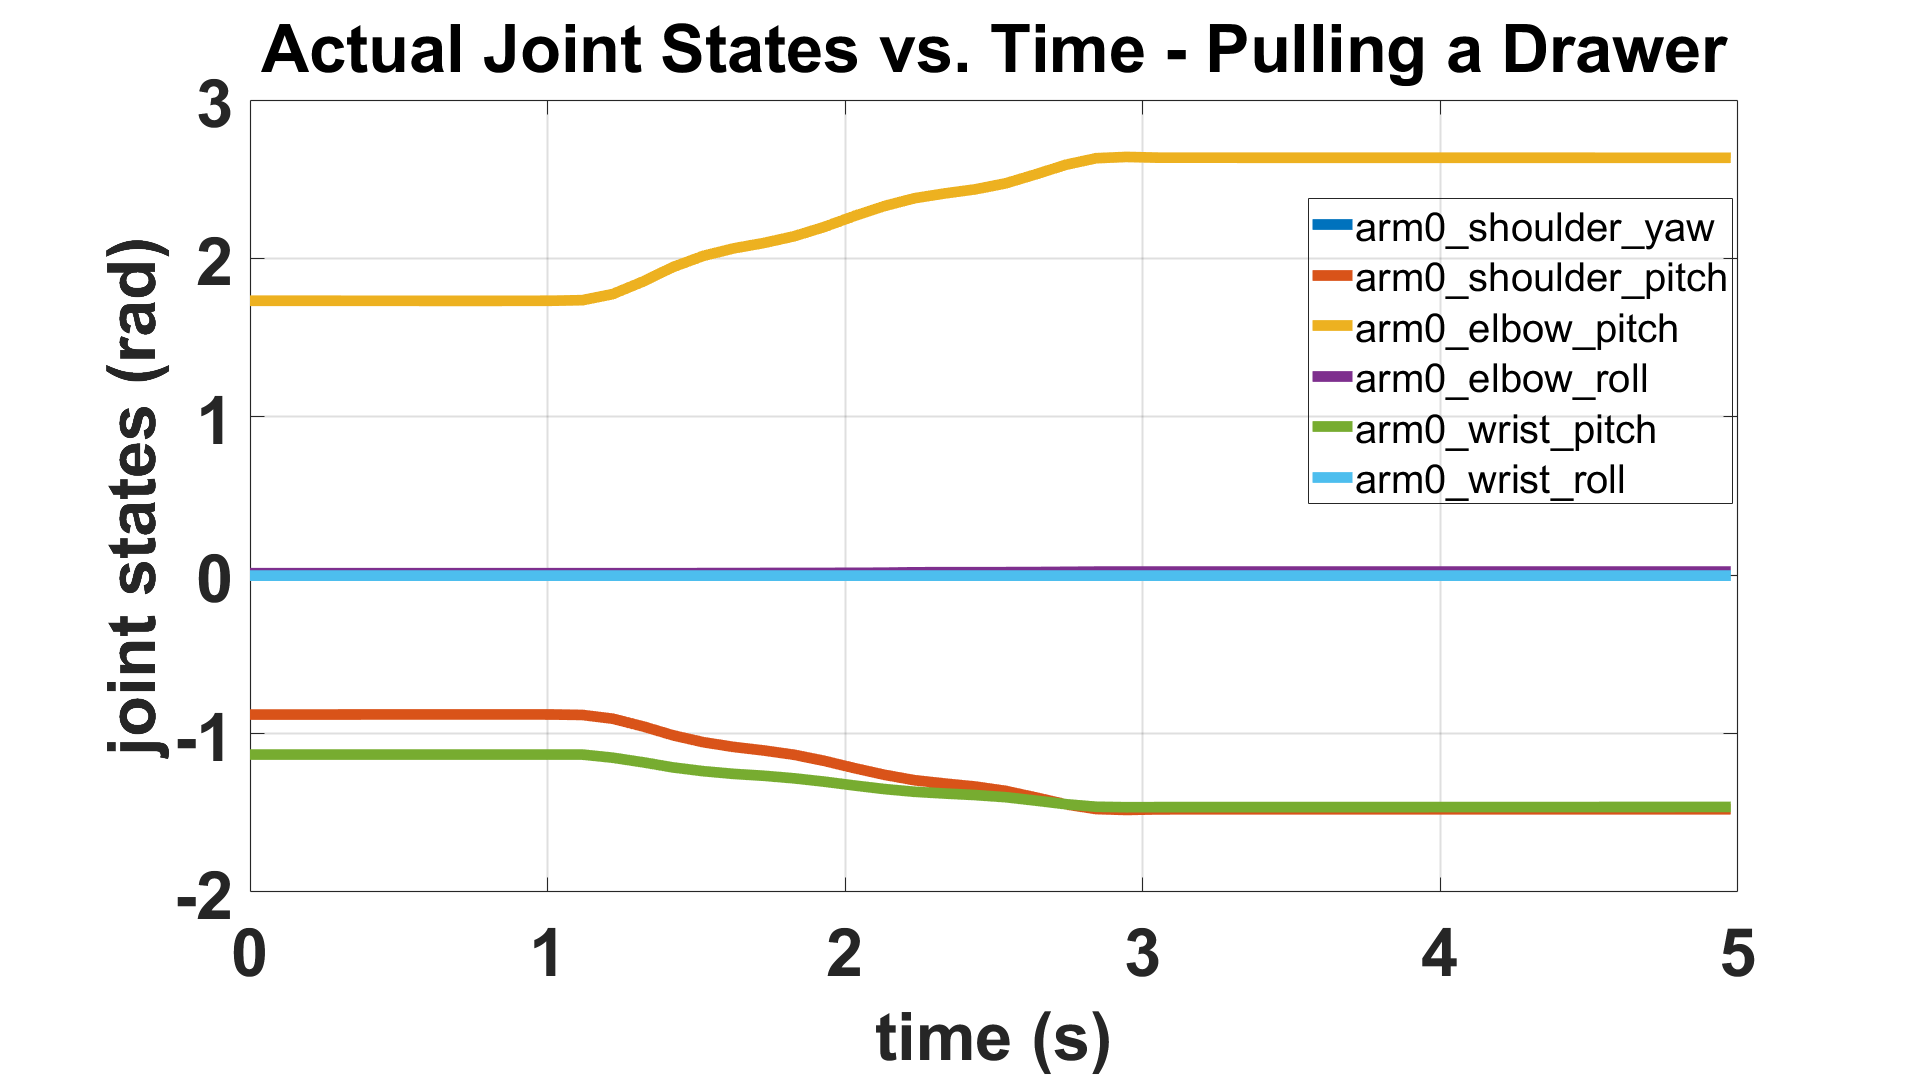 Actual Joint States vs. Time - Pulling a Drawer
3
2
1
0
-1
-2
joint states (rad)
arm0_shoulder_yaw
arm0_shoulder_pitch
arm0_elbow_pitch
arm0_elbow_roll
arm0_wrist_pitch
arm0_wrist_roll
0 1 2 3 4 5
time (s)